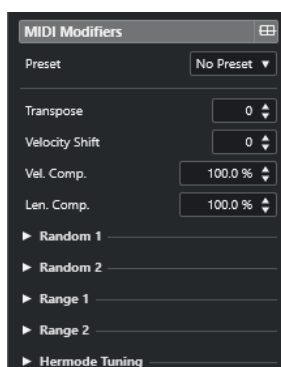 MIDI Modifiers
Preset No Preset
Transpose 0
Velocity Shift 0
Vel. Comp. 100.0 %
Len. Comp. 100.0 %
Random 1
Random 2
Range 1
Range 2
Hermode Tuning